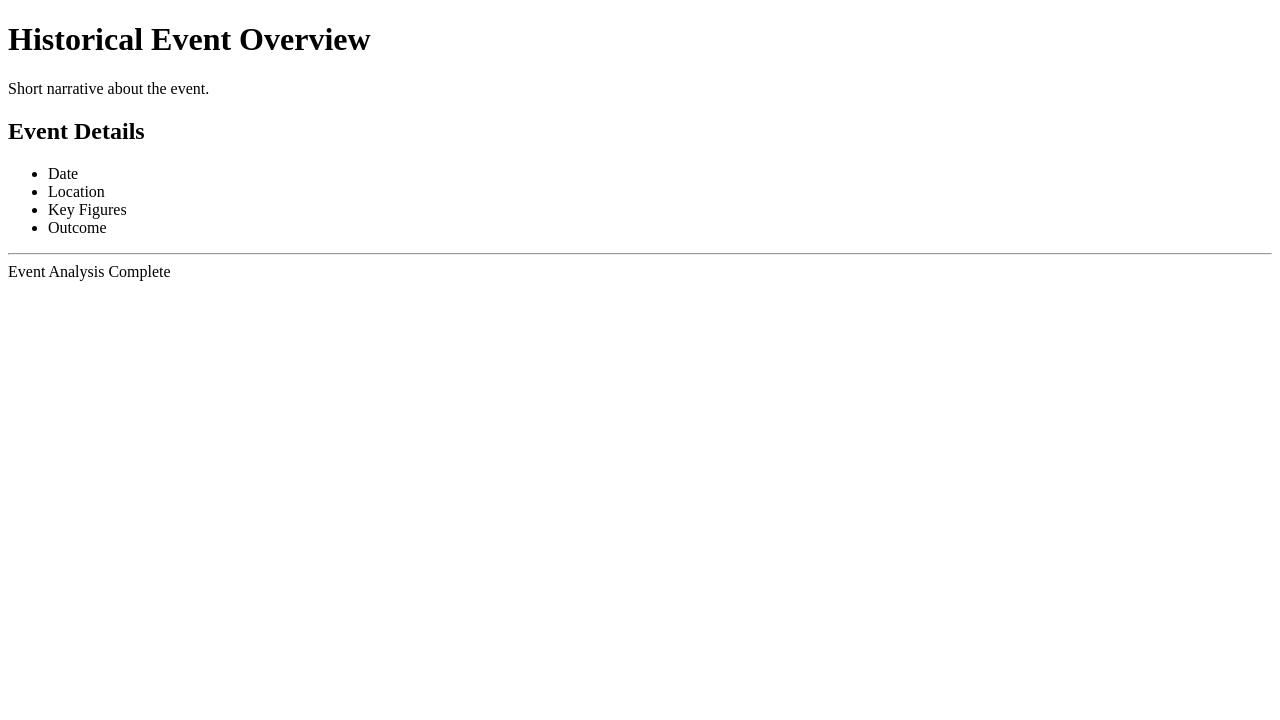 Historical Event Overview
Short narrative about the event.
Event Details
Date
Location
Key Figures
Outcome
Event Analysis Complete